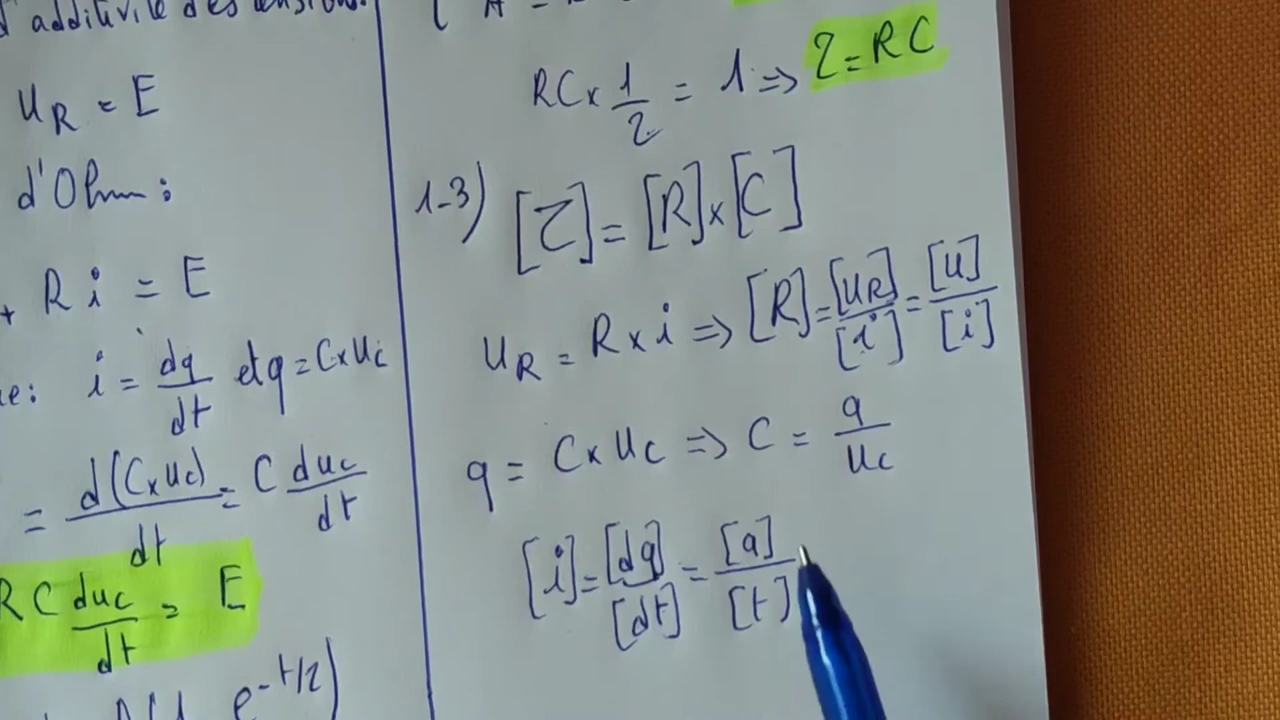 d'additivité des tensions.
u_R = E
d'Ohm :
+ R i = E
i = dq/dt et q = C×u_C
= d(C×u_C)/dt = C du_C/dt
RC du_C/dt = E
e^(-t/τ))
RC × 1/τ = 1 => τ = RC
1-3) [τ] = [R]×[C]
u_R = R×i => [R] = [u_R]/[i] = [u]/[i]
q = C×u_C => C = q/u_C
[i] = [dq]/[dt] = [q]/[t]